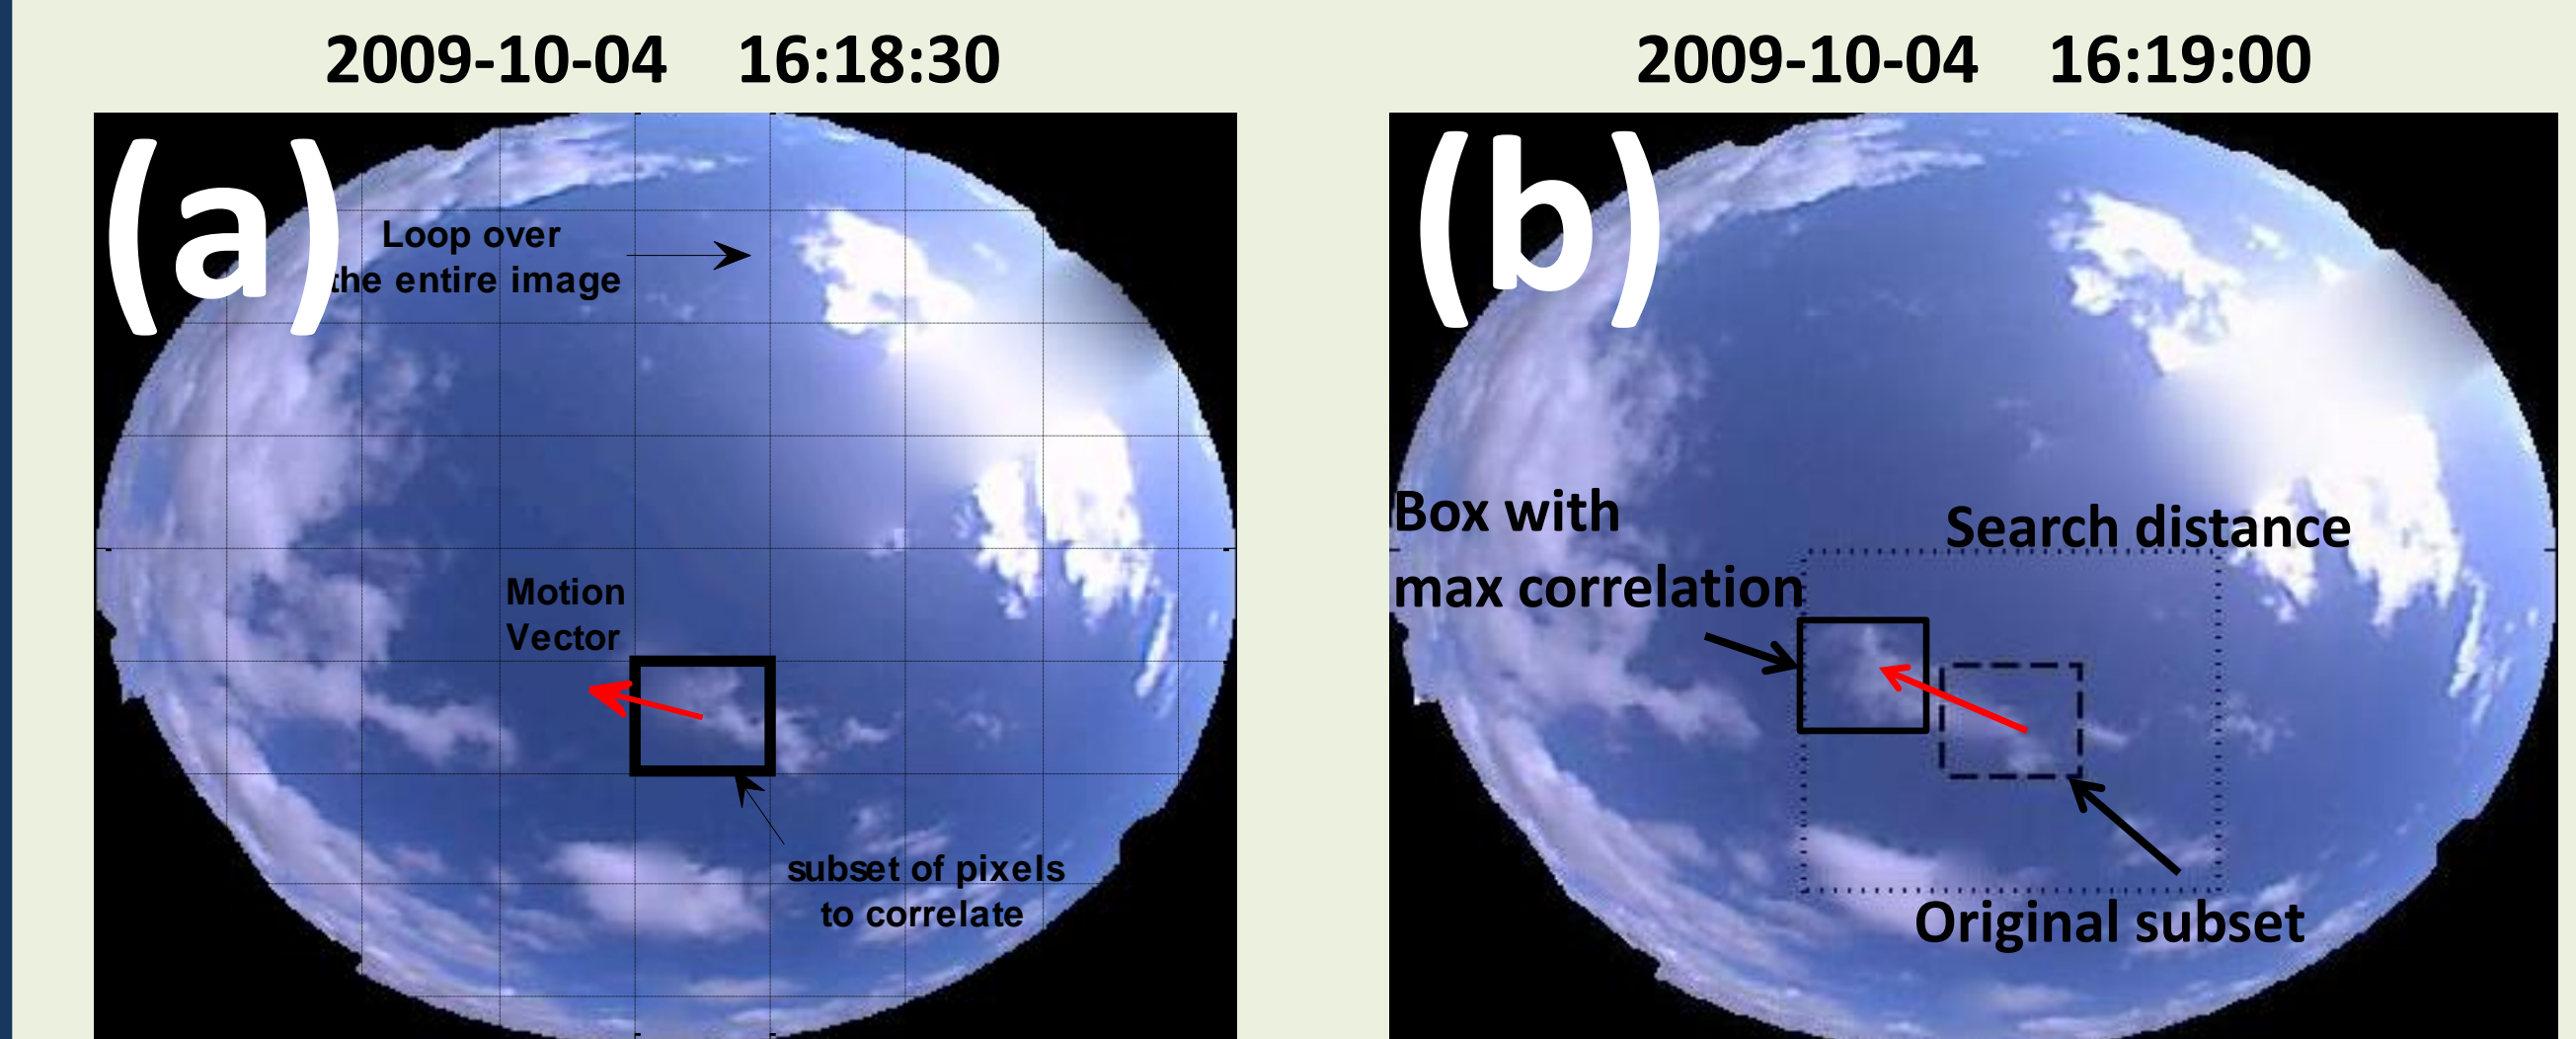 2009-10-04 16:18:30
(a)
Loop over
the entire image
Motion
Vector
subset of pixels
to correlate
2009-10-04 16:19:00
(b)
Box with
max correlation
Search distance
Original subset